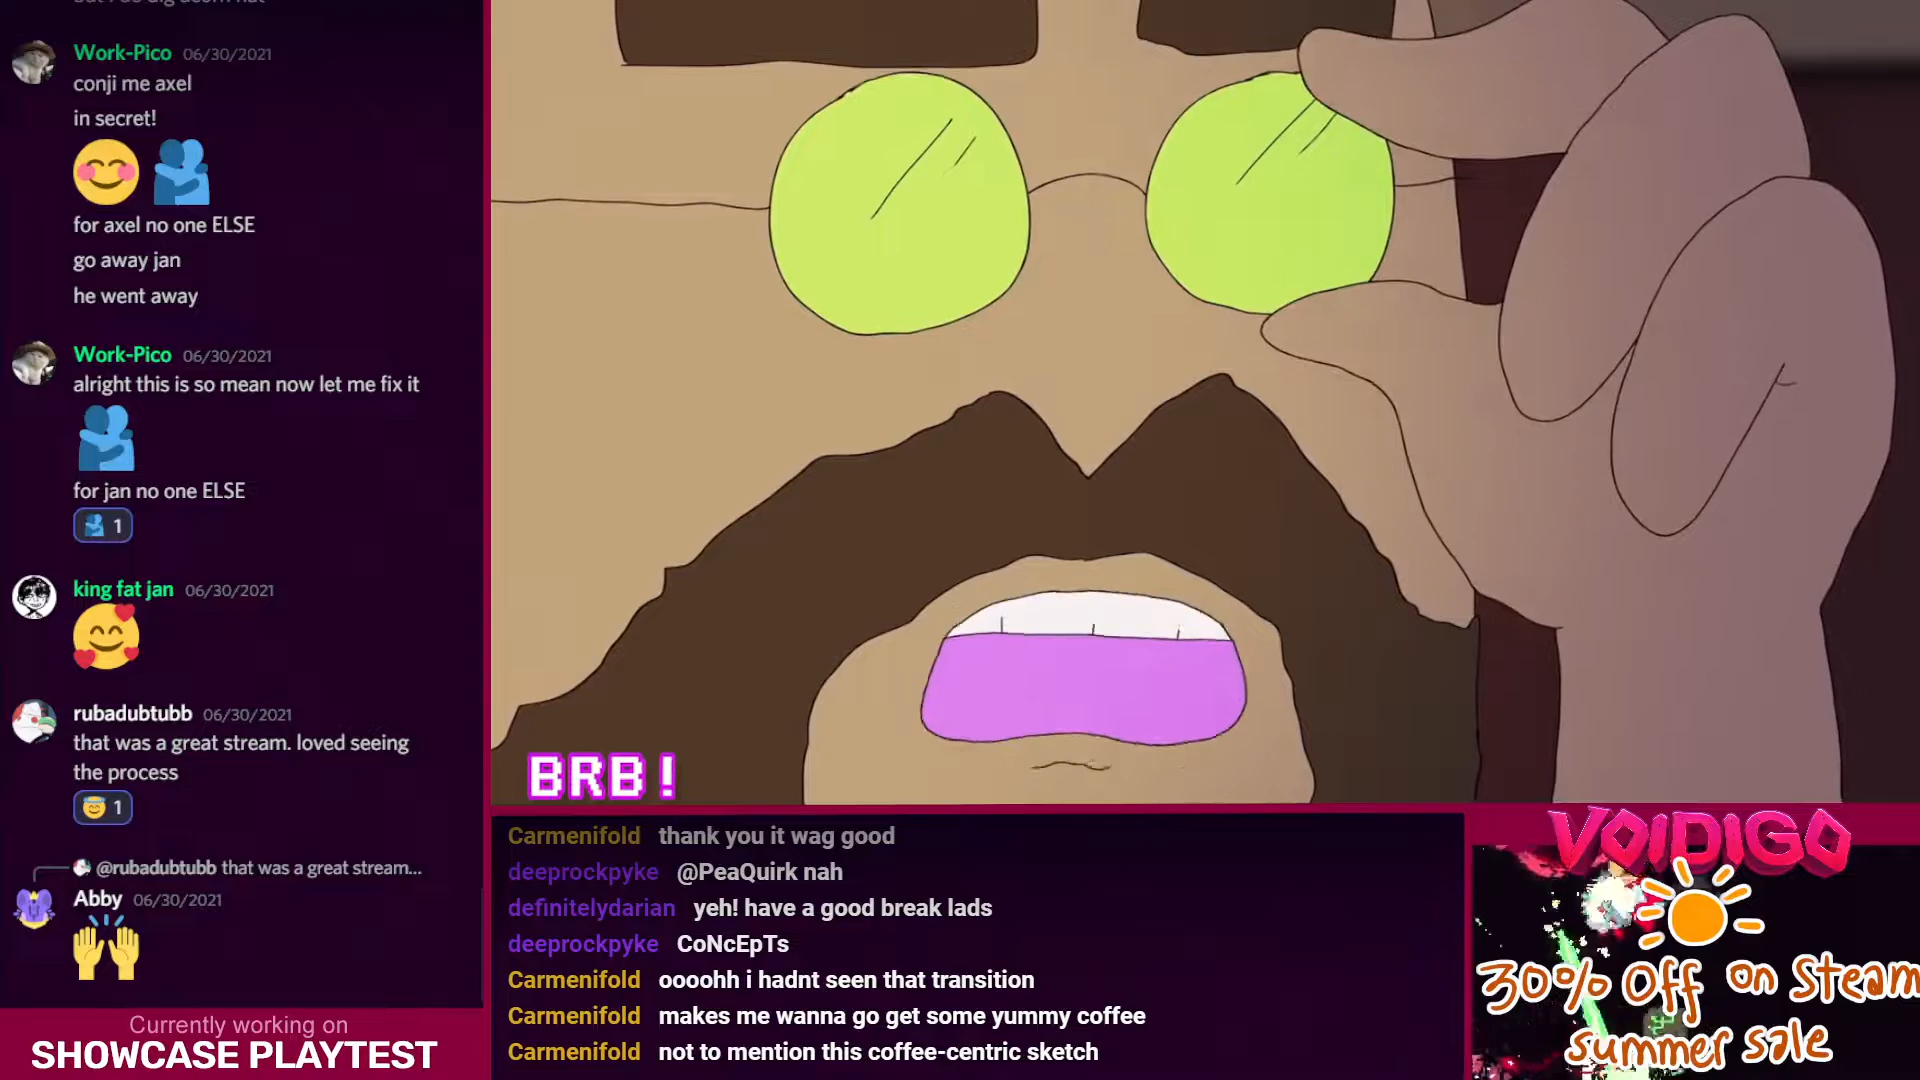 Work-Pico 06/30/2021
conji me axel
in secret!
for axel no one ELSE
go away jan
he went away
Work-Pico 06/30/2021
alright this is so mean now let me fix it
for jan no one ELSE
1
king fat jan 06/30/2021
rubadubtubb 06/30/2021
that was a great stream. loved seeing
the process
1
@rubadubtubb that was a great stream...
Abby 06/30/2021
Currently working on
SHOWCASE PLAYTEST
BRB!
Carmenifold thank you it wag good
deeprockpyke @PeaQuirk nah
definitelydarian yeh! have a good break lads
deeprockpyke CoNcEpTs
Carmenifold oooohh i hadnt seen that transition
Carmenifold makes me wanna go get some yummy coffee
Carmenifold not to mention this coffee-centric sketch
VOIDIGO
30% Off on Steam
summer sale